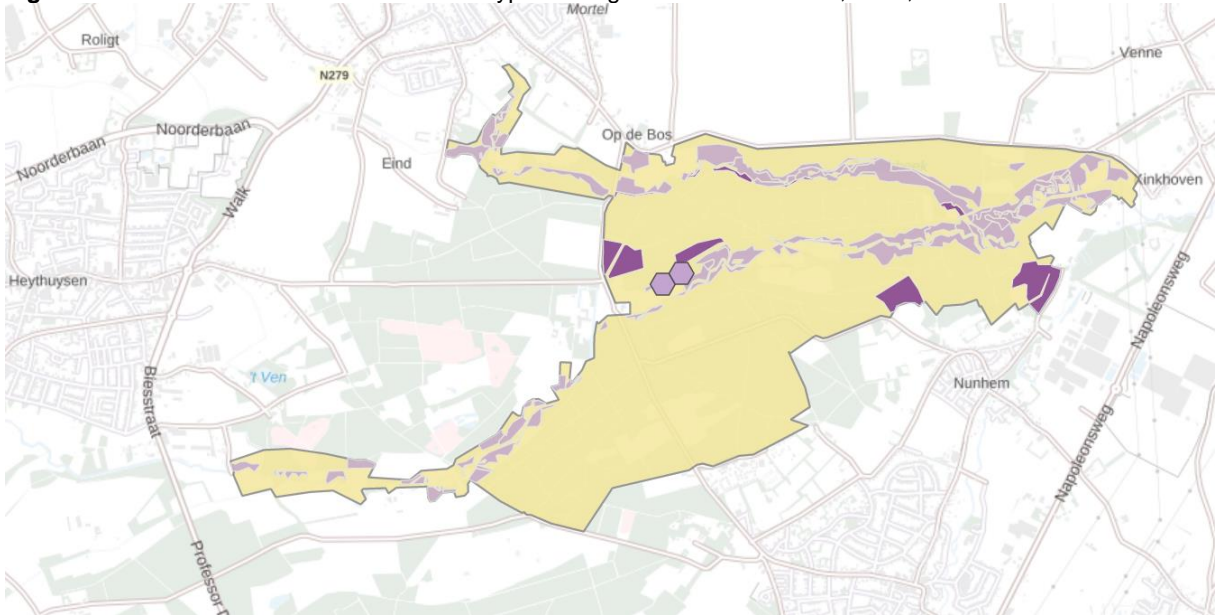 Mortel
Roligt
Venne
N279
Noorderbaan
Op de Bos
Noorderbaan
Eind
Xinkhoven
Walk
Heythuysen
Napoleonsweg
't Ven
Biesstraat
Nunhem
Napoleonsweg
Professor